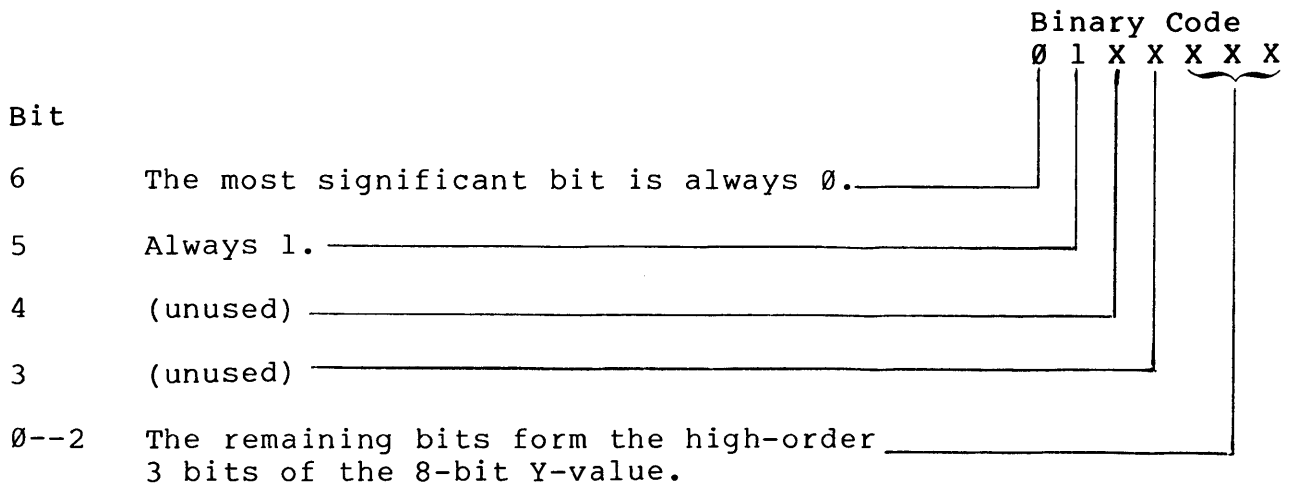 Binary Code
Ø 1 X X X X X
Bit
6 The most significant bit is always Ø.
5 Always 1.
4 (unused)
3 (unused)
Ø--2 The remaining bits form the high-order
3 bits of the 8-bit Y-value.